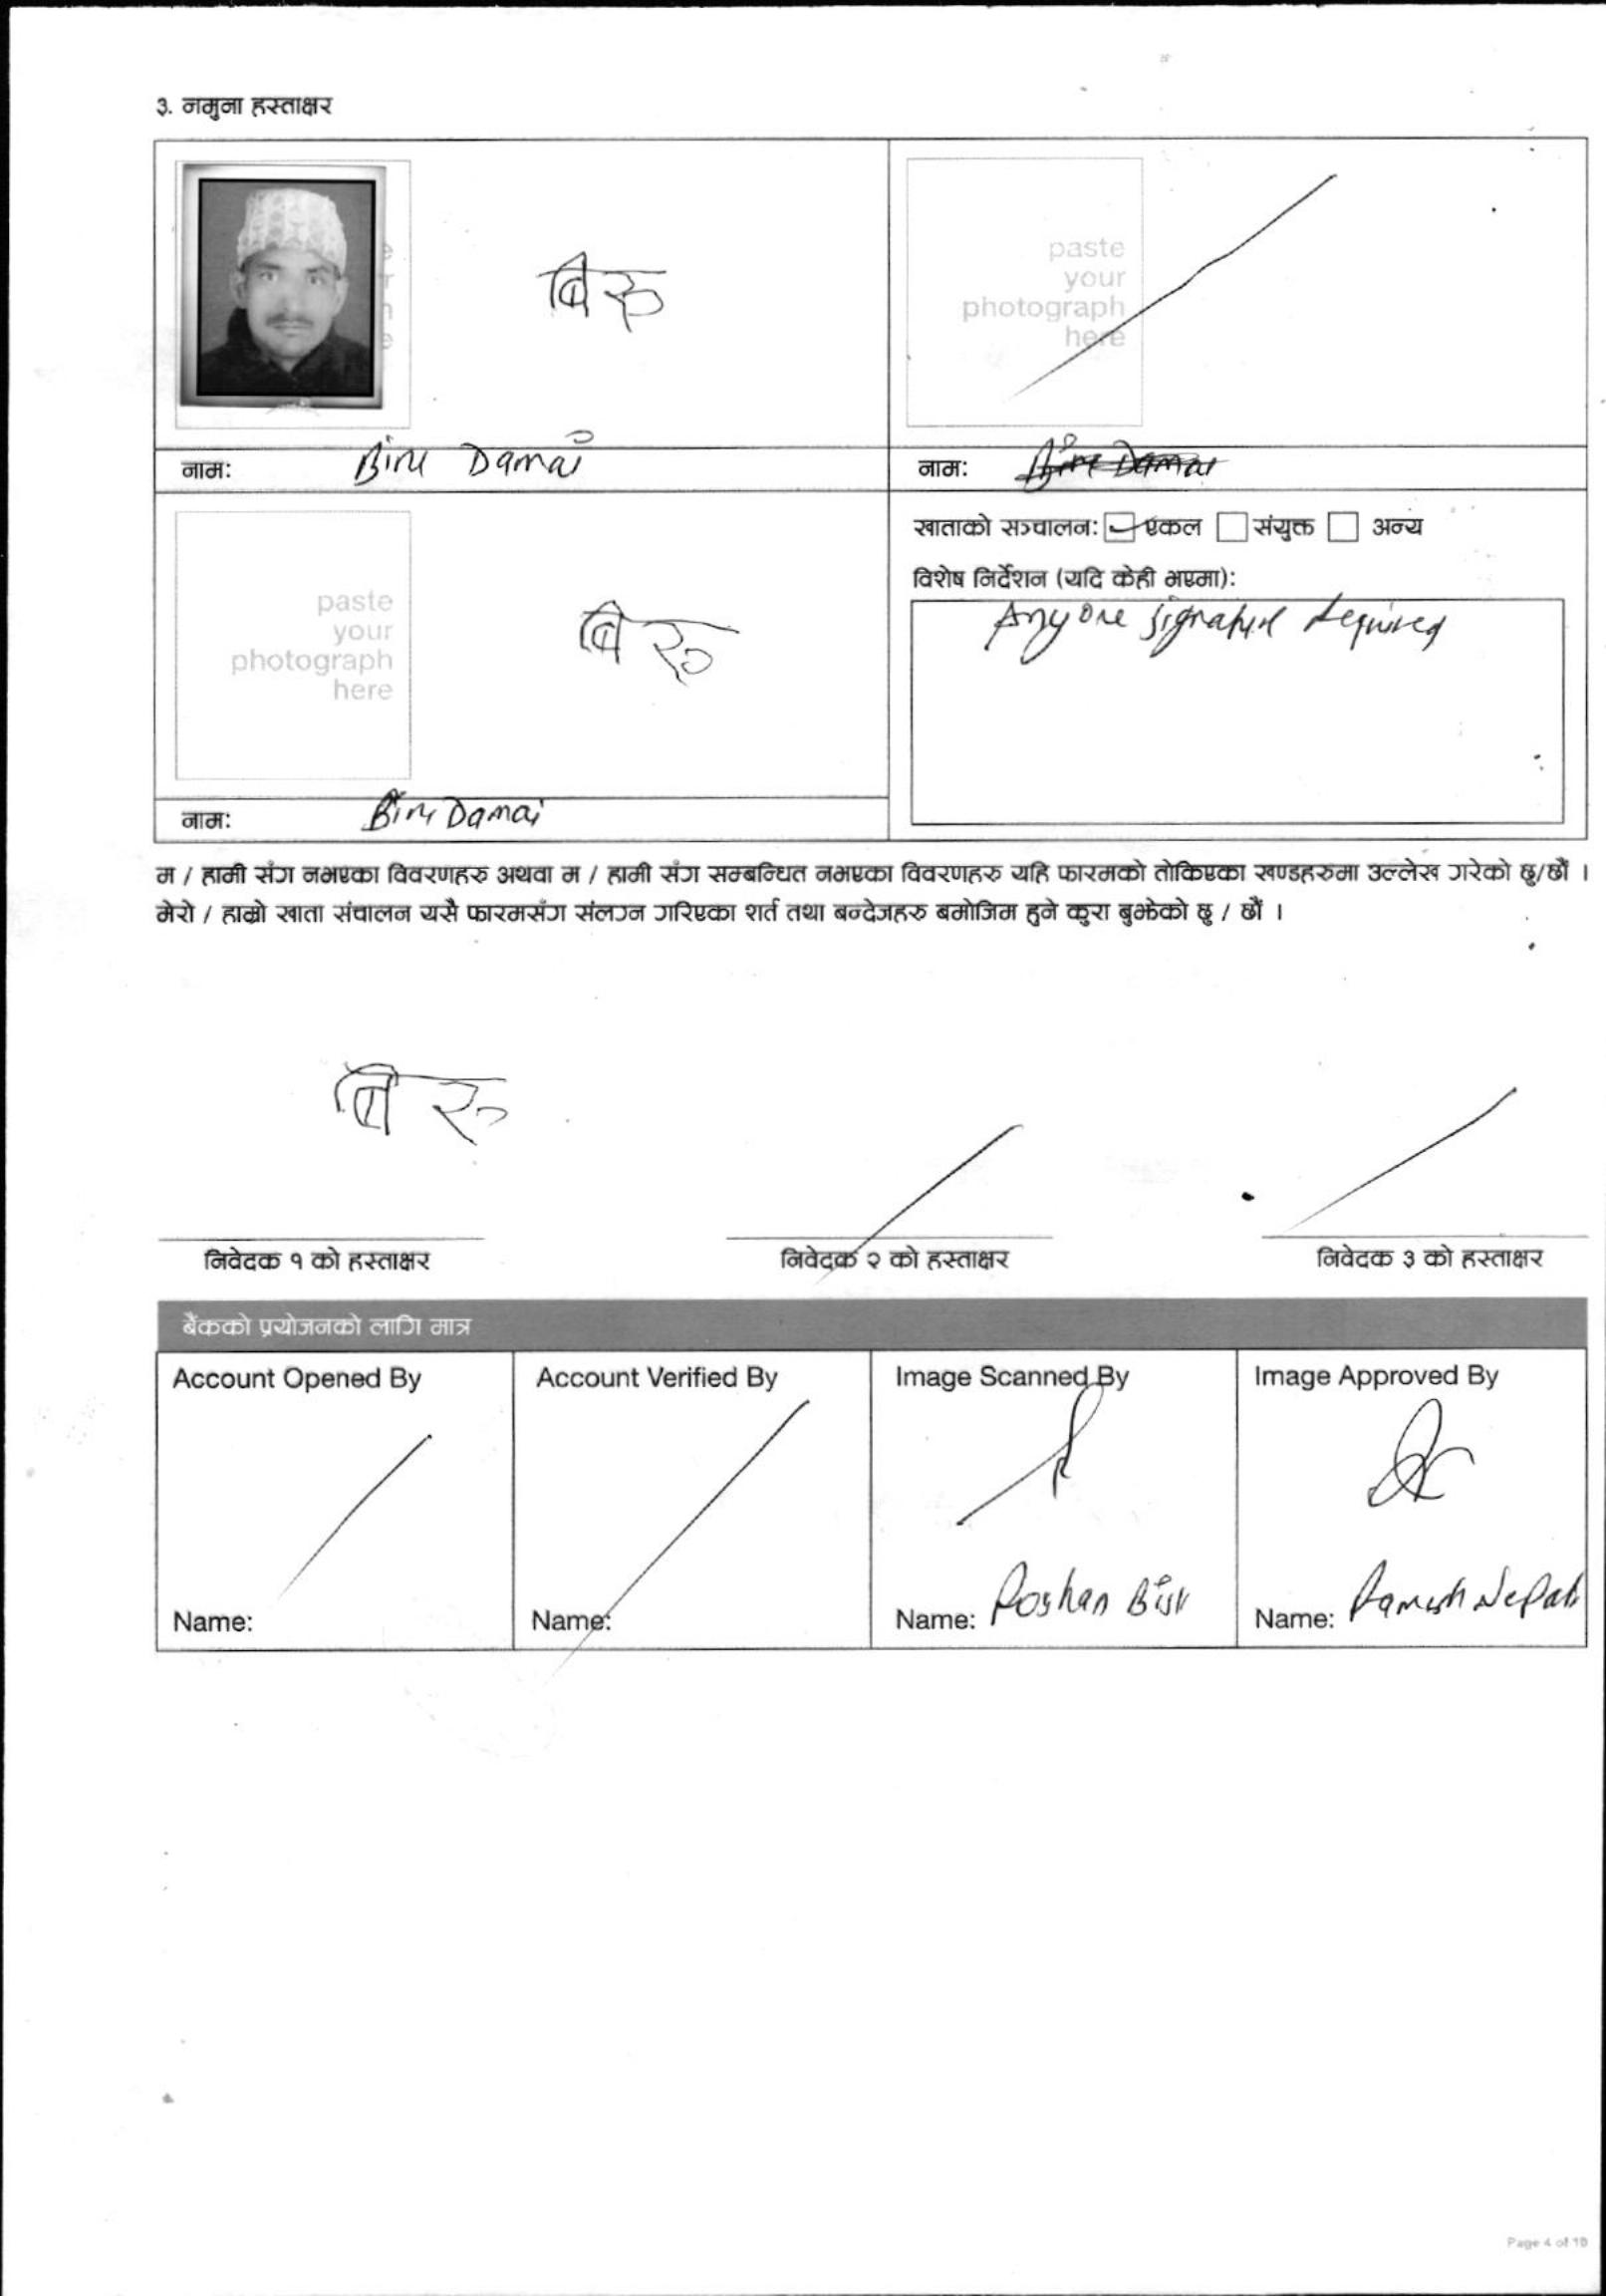 ३. नमुना हस्ताक्षर
बिरु
paste
your
photograph
here
नाम: Biru Damai
नाम: Biru Damai
खाताको सञ्चालन: एकल संयुक्त अन्य
विशेष निर्देशन (यदि केही भएमा):
Any one signature required
paste
your
photograph
here
बिरु
नाम: Biru Damai
म / हामी संग नभएका विवरणहरु अथवा म / हामी संग सम्बन्धित नभएका विवरणहरु यहि फारमको तोकिएका खण्डहरुमा उल्लेख गरेको छु/छौं ।
मेरो / हाम्रो खाता संचालन यसै फारमसंग संलग्न गरिएका शर्त तथा बन्देजहरु बमोजिम हुने कुरा बुझेको छु / छौं ।
बिरु
निवेदक १ को हस्ताक्षर निवेदक २ को हस्ताक्षर निवेदक ३ को हस्ताक्षर
बैंकको प्रयोजनको लागि मात्र
Account Opened By Account Verified By Image Scanned By Image Approved By
Name: Name: Name: Roshan Name: Ramesh Nepali
Page 4 of 10